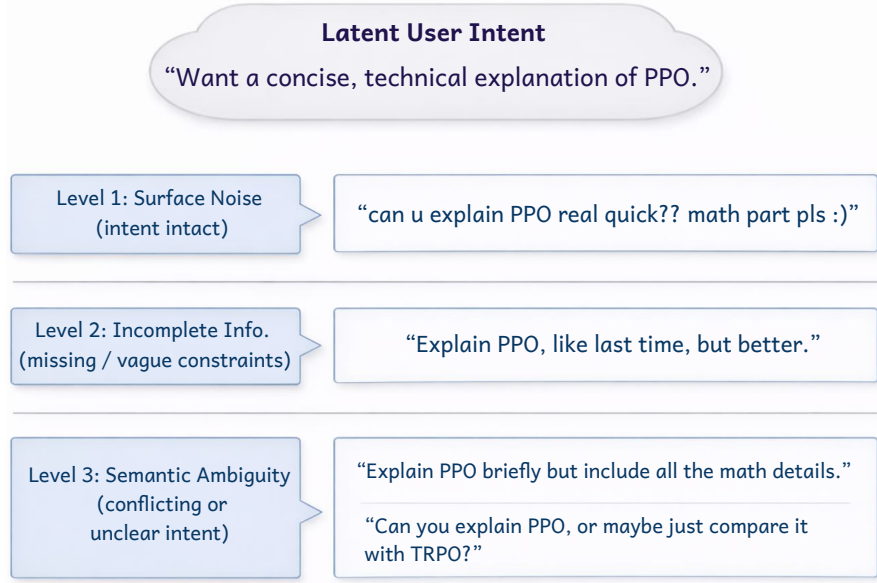 Latent User Intent
“Want a concise, technical explanation of PPO.”
Level 1: Surface Noise
(intent intact)
“can u explain PPO real quick?? math part pls :)”
Level 2: Incomplete Info.
(missing / vague constraints)
“Explain PPO, like last time, but better.”
Level 3: Semantic Ambiguity
(conflicting or
unclear intent)
“Explain PPO briefly but include all the math details.”
“Can you explain PPO, or maybe just compare it
with TRPO?”